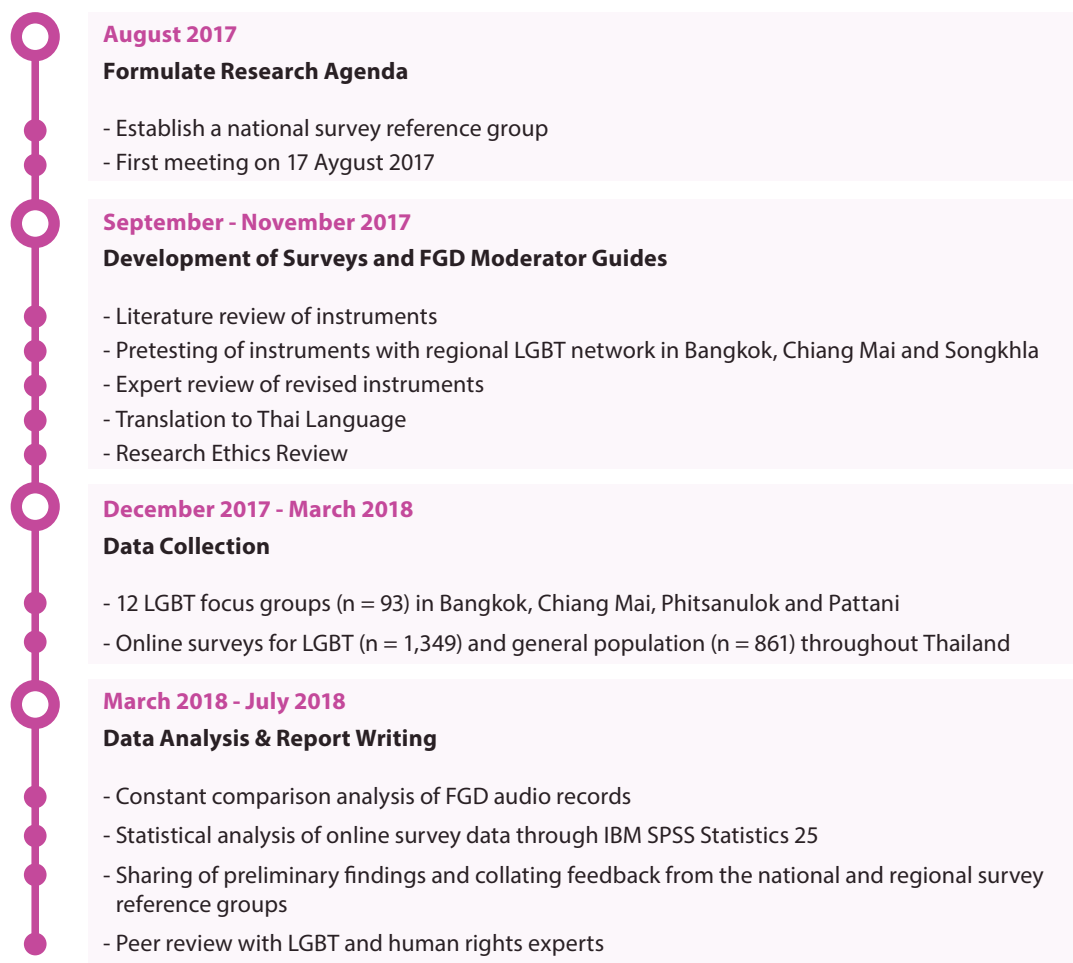 August 2017
Formulate Research Agenda
- Establish a national survey reference group
- First meeting on 17 Aygust 2017
September - November 2017
Development of Surveys and FGD Moderator Guides
- Literature review of instruments
- Pretesting of instruments with regional LGBT network in Bangkok, Chiang Mai and Songkhla
- Expert review of revised instruments
- Translation to Thai Language
- Research Ethics Review
December 2017 - March 2018
Data Collection
- 12 LGBT focus groups (n = 93) in Bangkok, Chiang Mai, Phitsanulok and Pattani
- Online surveys for LGBT (n = 1,349) and general population (n = 861) throughout Thailand
March 2018 - July 2018
Data Analysis & Report Writing
- Constant comparison analysis of FGD audio records
- Statistical analysis of online survey data through IBM SPSS Statistics 25
- Sharing of preliminary findings and collating feedback from the national and regional survey
reference groups
- Peer review with LGBT and human rights experts